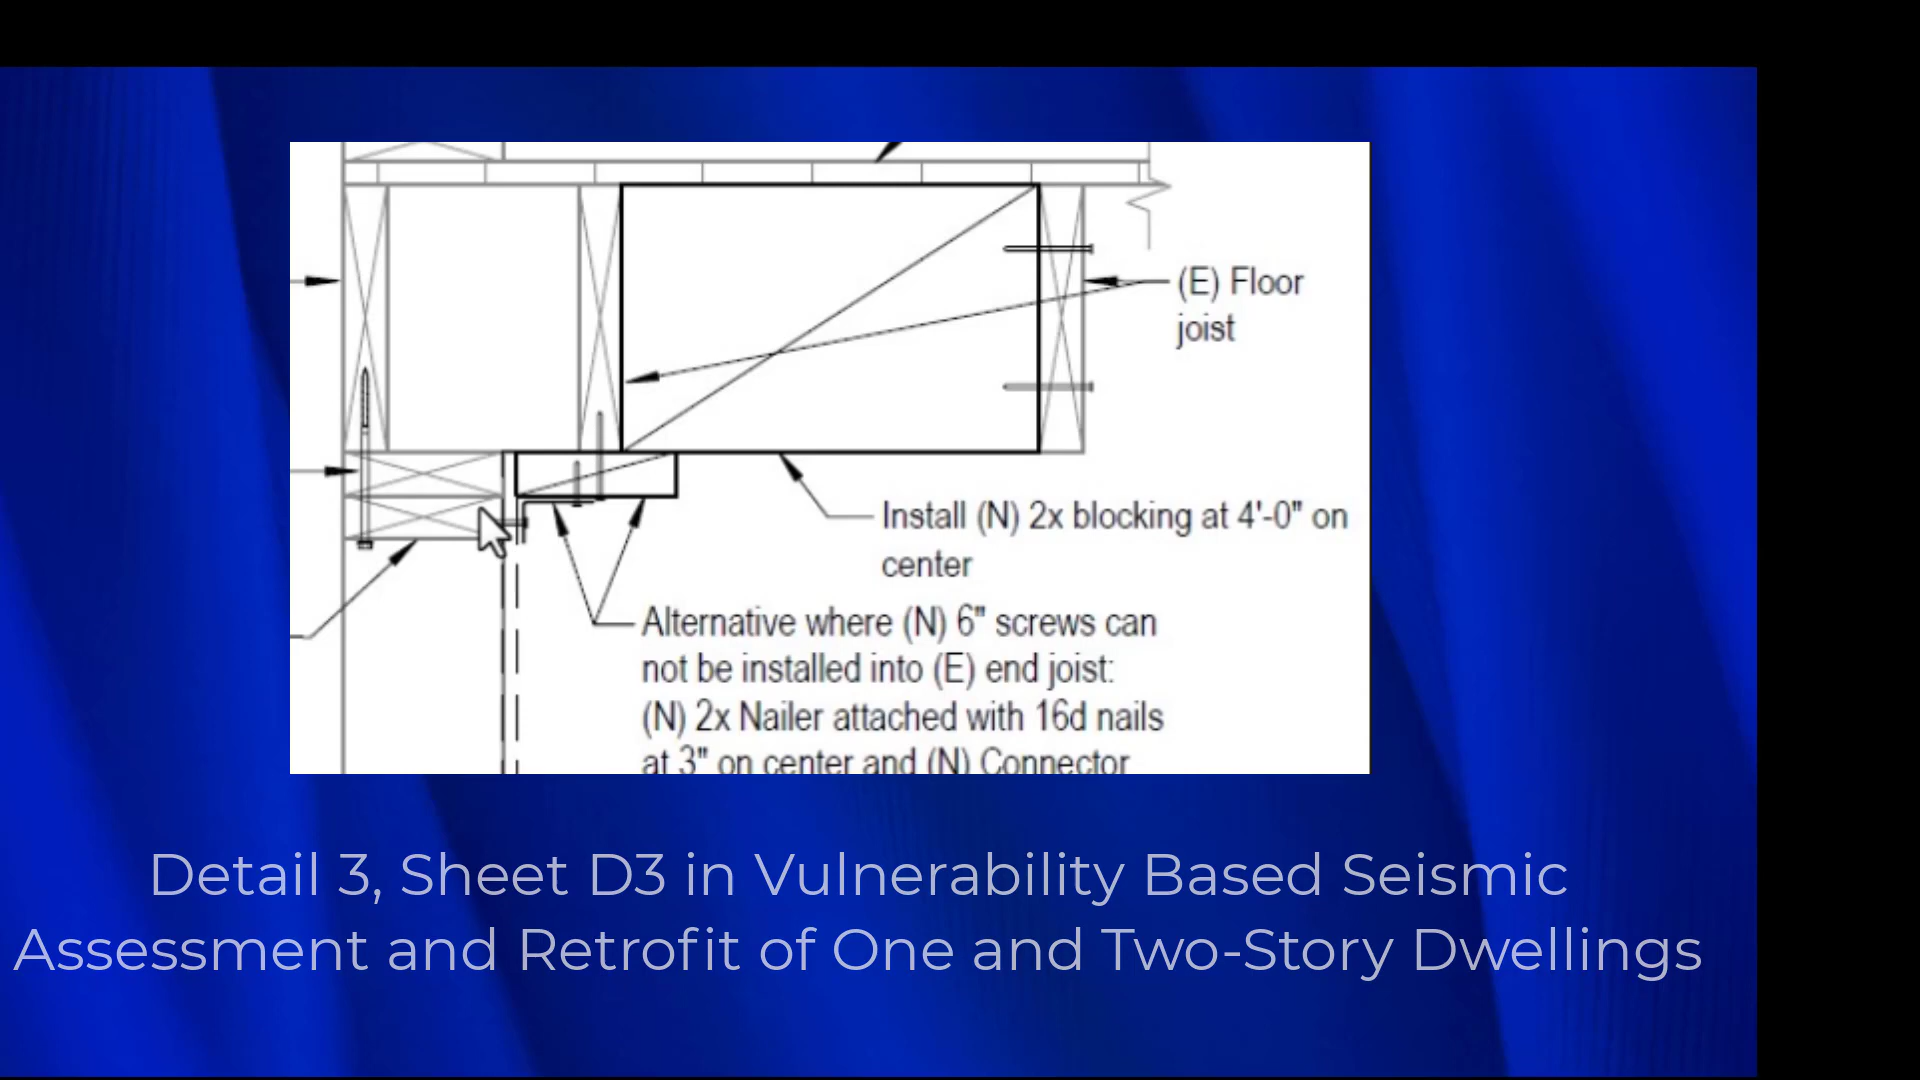 (E) Floor
joist
Install (N) 2x blocking at 4'-0" on
center
Alternative where (N) 6" screws can
not be installed into (E) end joist:
(N) 2x Nailer attached with 16d nails
at 3" on center and (N) Connector
Detail 3, Sheet D3 in Vulnerability Based Seismic
Assessment and Retrofit of One and Two-Story Dwellings